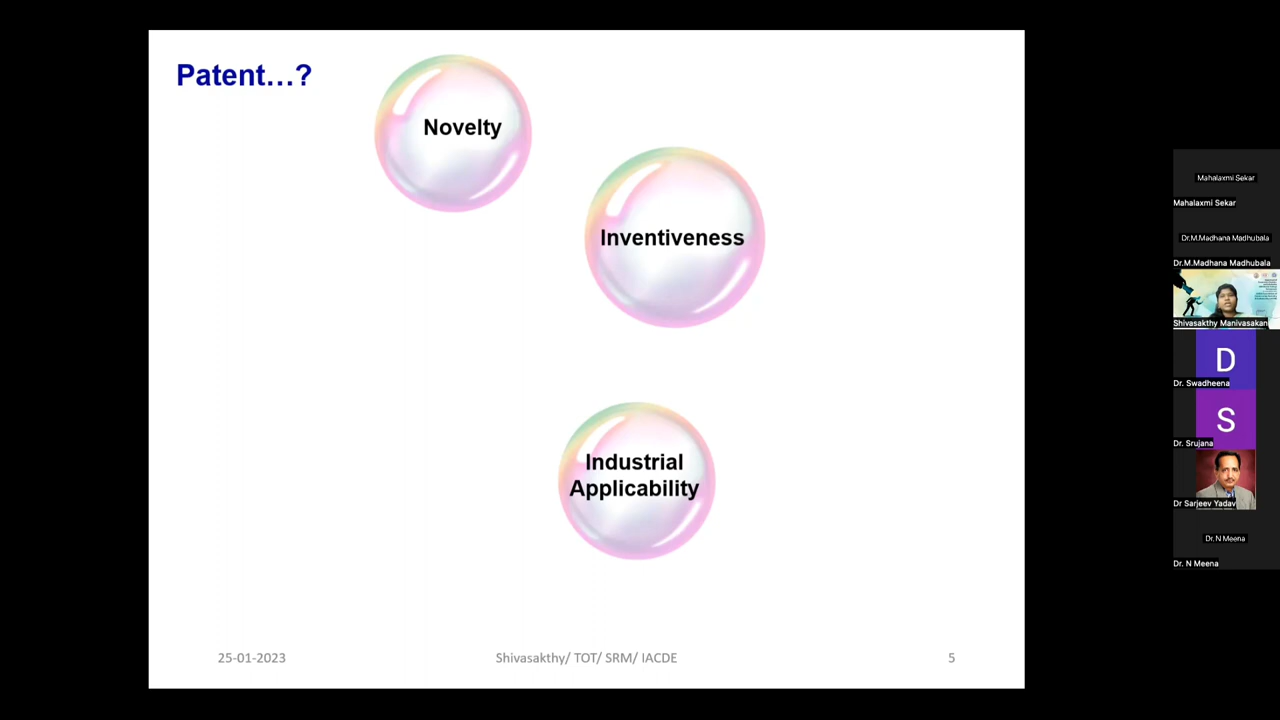 Patent...?
Novelty
Inventiveness
Industrial
Applicability
25-01-2023
Shivasakthy/ TOT/ SRM/ IACDE
5
Mahalaxmi Sekar
Mahalaxmi Sekar
Dr.M.Madhana Madhubala
Dr.M.Madhana Madhubala
Shivasakthy Manivasakan
D
Dr. Swadheena
S
Dr. Srujana
Dr Sarjeev Yadav
Dr. N Meena
Dr. N Meena